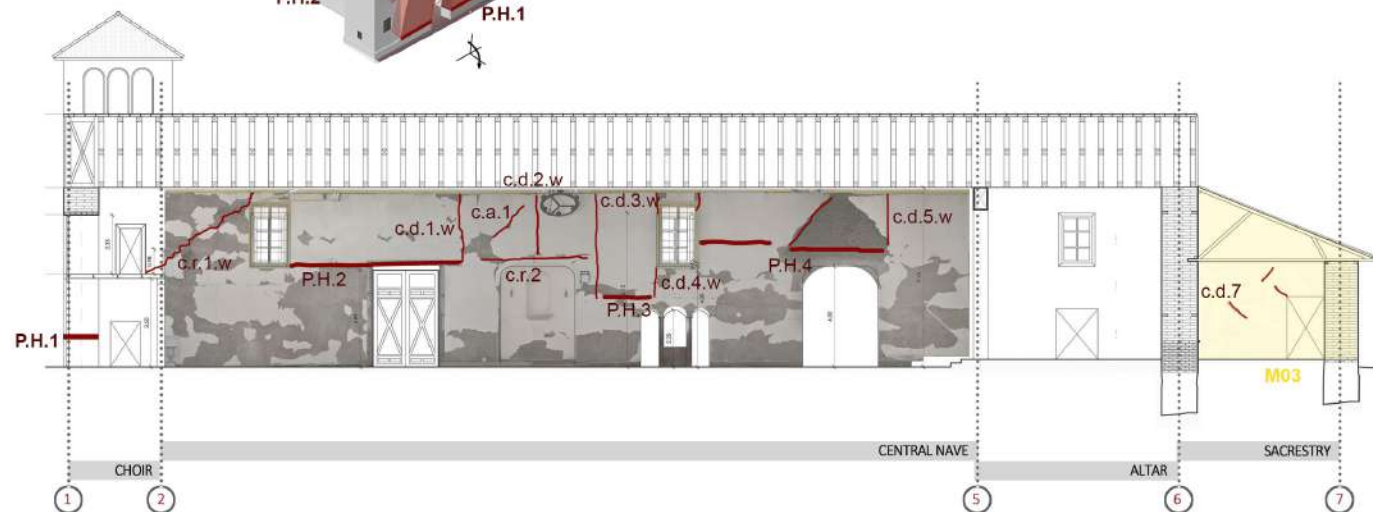 P.H.2
P.H.1
c.d.2.w
c.a.1
c.d.3.w
c.d.1.w
c.d.5.w
c.r.1.w
P.H.2
c.r.2
P.H.4
c.d.4.w
P.H.3
c.d.7
P.H.1
M03
CENTRAL NAVE
SACRESTRY
CHOIR
ALTAR
1
2
5
6
7